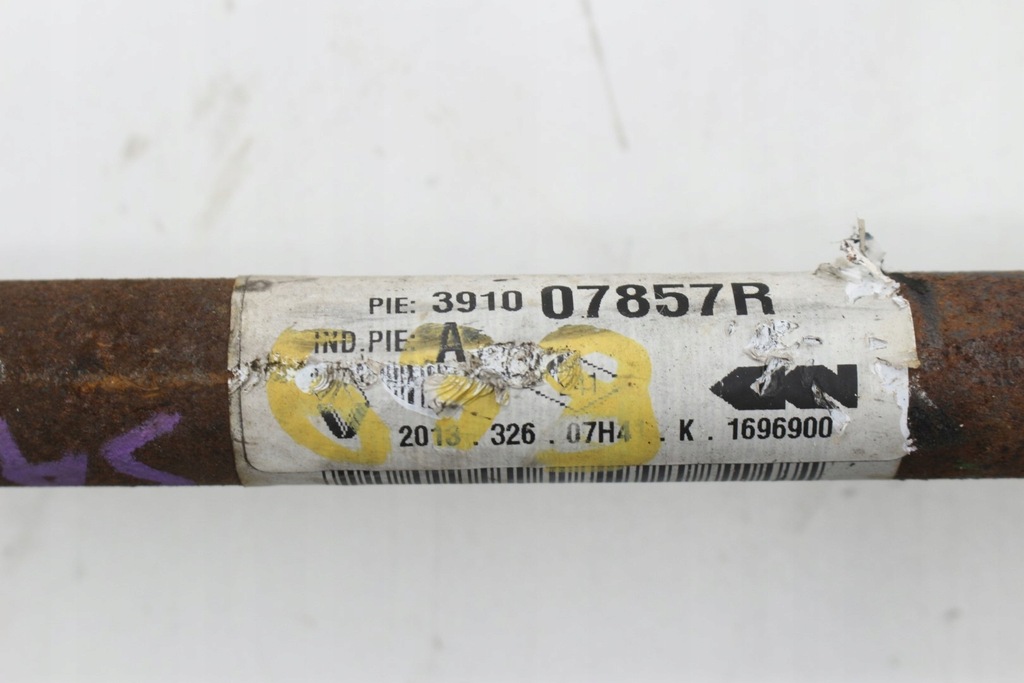 PIE: 3910 07857R
IND. PIE: A
GKN
2013 . 326 . 07H4 . K . 1696900